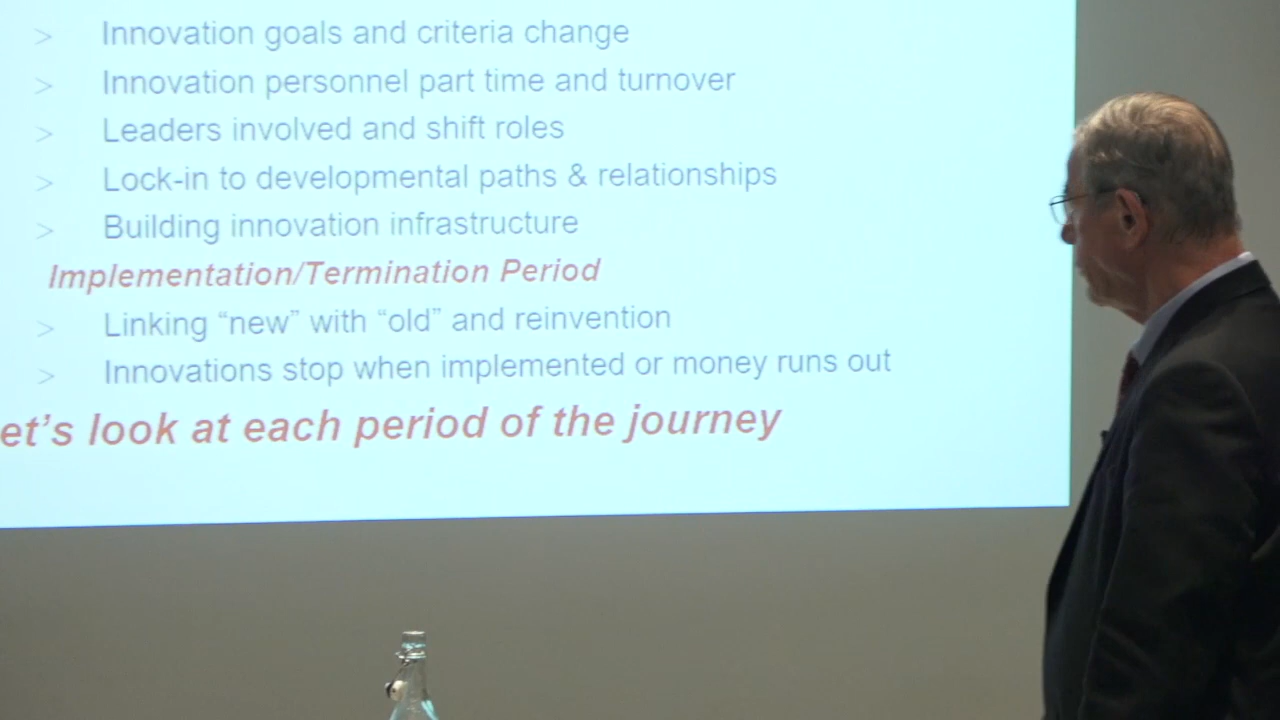 > Innovation goals and criteria change
> Innovation personnel part time and turnover
> Leaders involved and shift roles
> Lock-in to developmental paths & relationships
> Building innovation infrastructure
Implementation/Termination Period
> Linking “new” with “old” and reinvention
> Innovations stop when implemented or money runs out
et’s look at each period of the journey